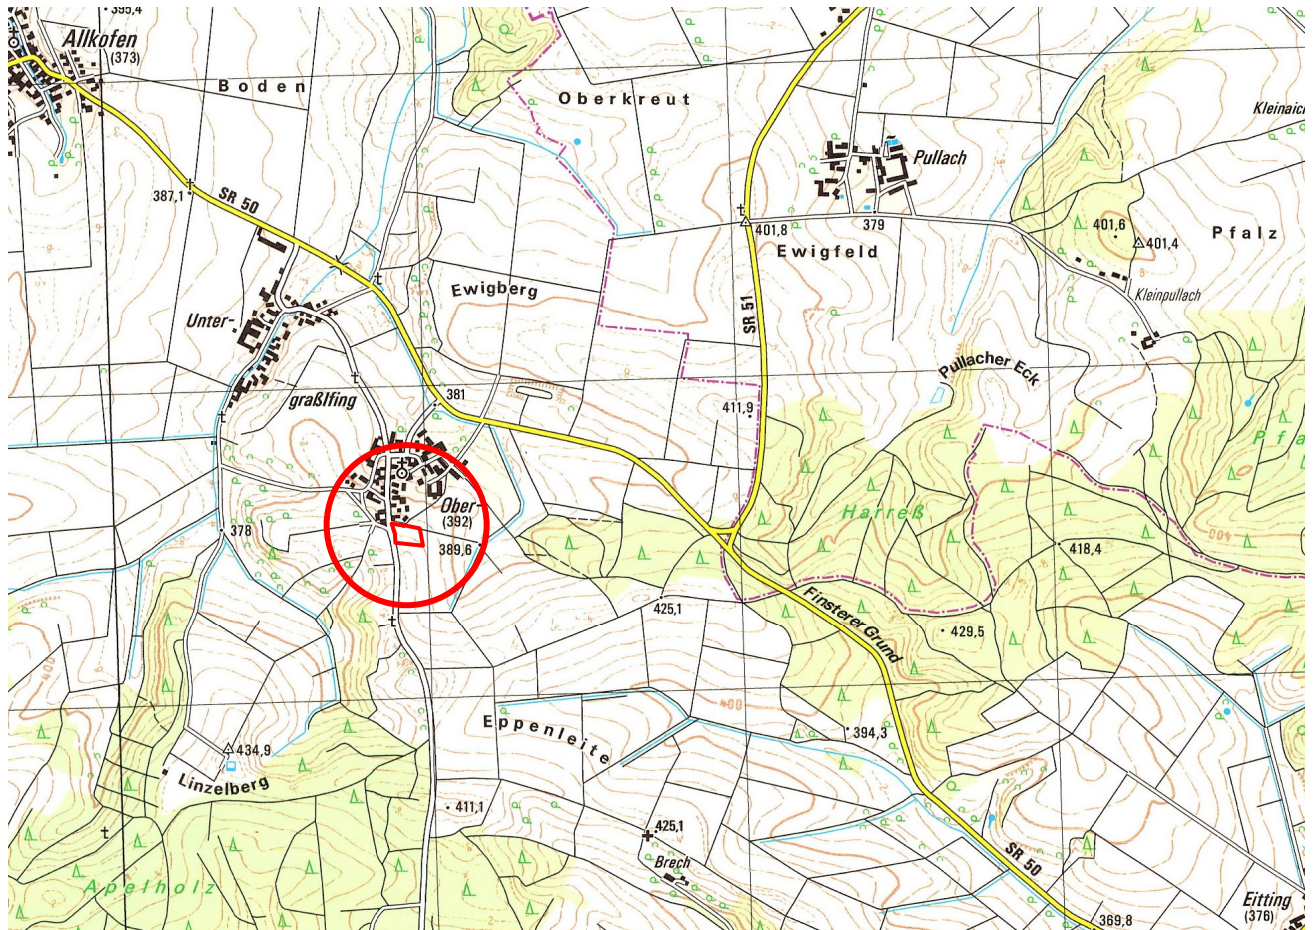 395,4
Allkofen
(373)
Boden
Oberkreut
Kleinaich
Pullach
387,1
SR 50
401,8
379
401,6
401,4
Pfalz
Ewigfeld
Ewigberg
Kleinpullach
Unter-
SR 51
Pullacher Eck
graßlfing
381
411,9
Pfa
Ober-
(392)
Harreß
378
389,6
418,4
400
425,1
Finsterer Grund
429,5
400
400
Eppenleite
394,3
434,9
Linzelberg
411,1
425,1
Brech
SR 50
Apelholz
Eitting
(376)
369,8